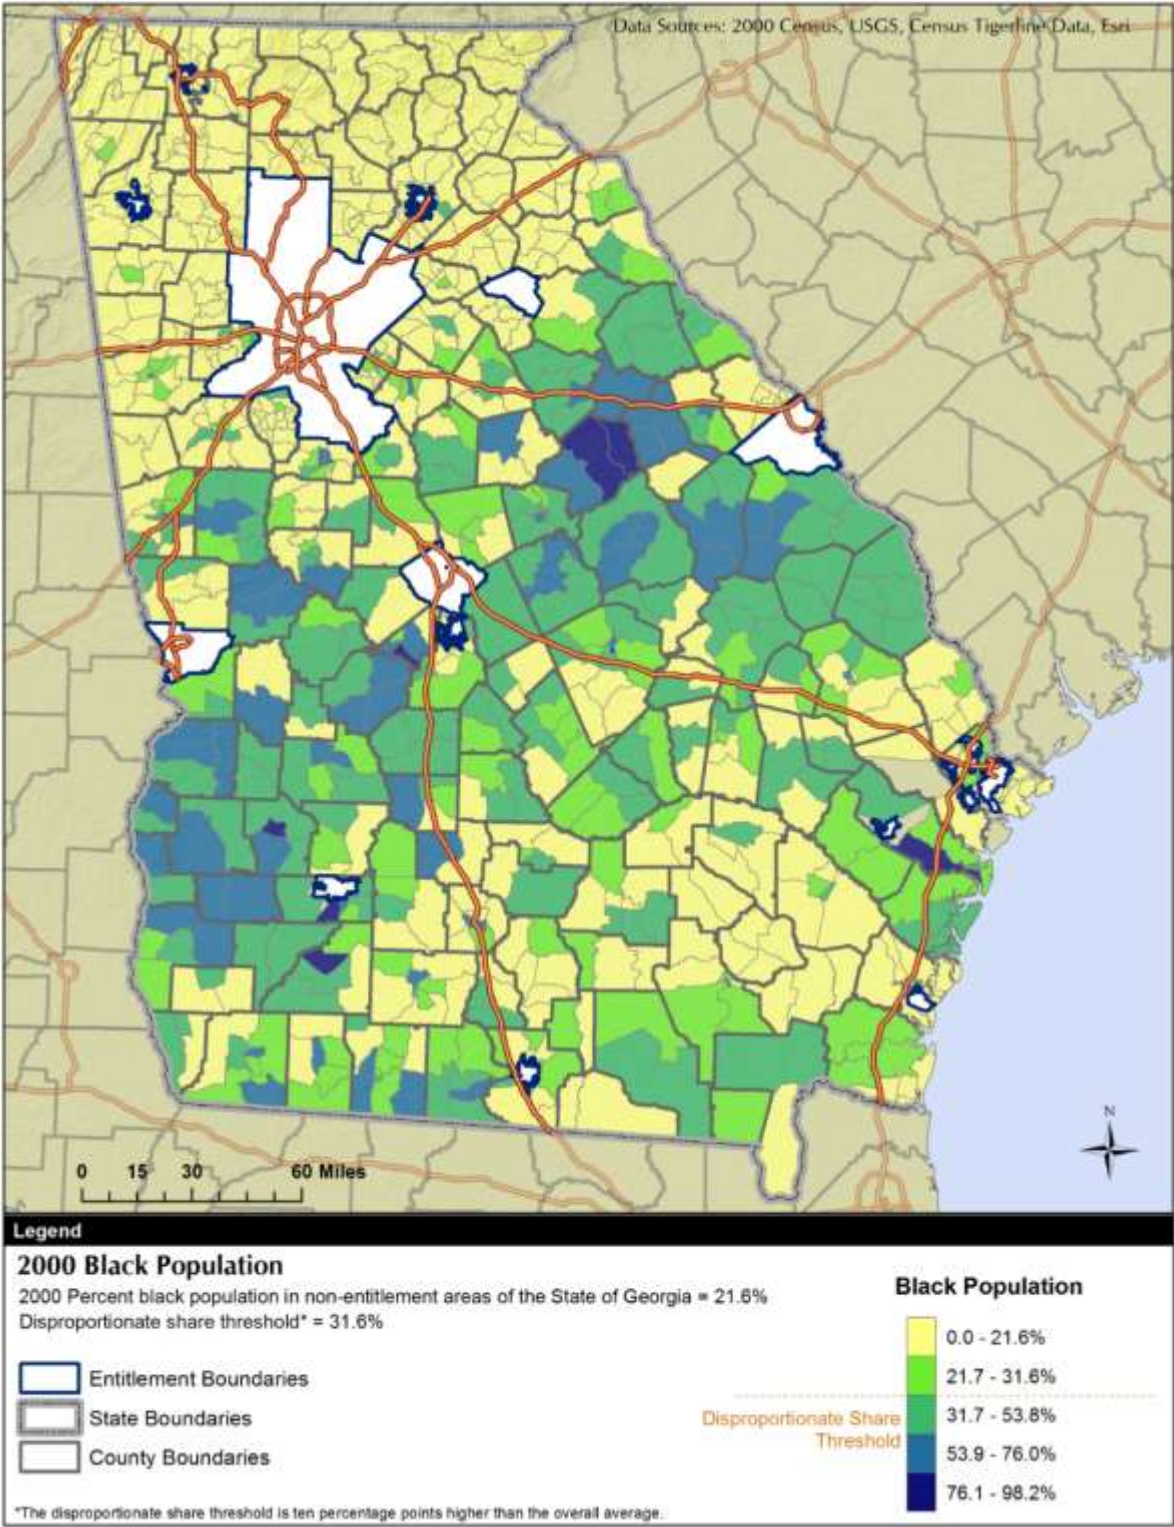 Data Sources: 2000 Census, USGS, Census Tigerline Data, Esri
N
0 15 30 60 Miles
Legend
2000 Black Population
2000 Percent black population in non-entitlement areas of the State of Georgia = 21.6%
Disproportionate share threshold* = 31.6%
Entitlement Boundaries
State Boundaries
County Boundaries
*The disproportionate share threshold is ten percentage points higher than the overall average.
Black Population
0.0 - 21.6%
21.7 - 31.6%
Disproportionate Share
Threshold
31.7 - 53.8%
53.9 - 76.0%
76.1 - 98.2%